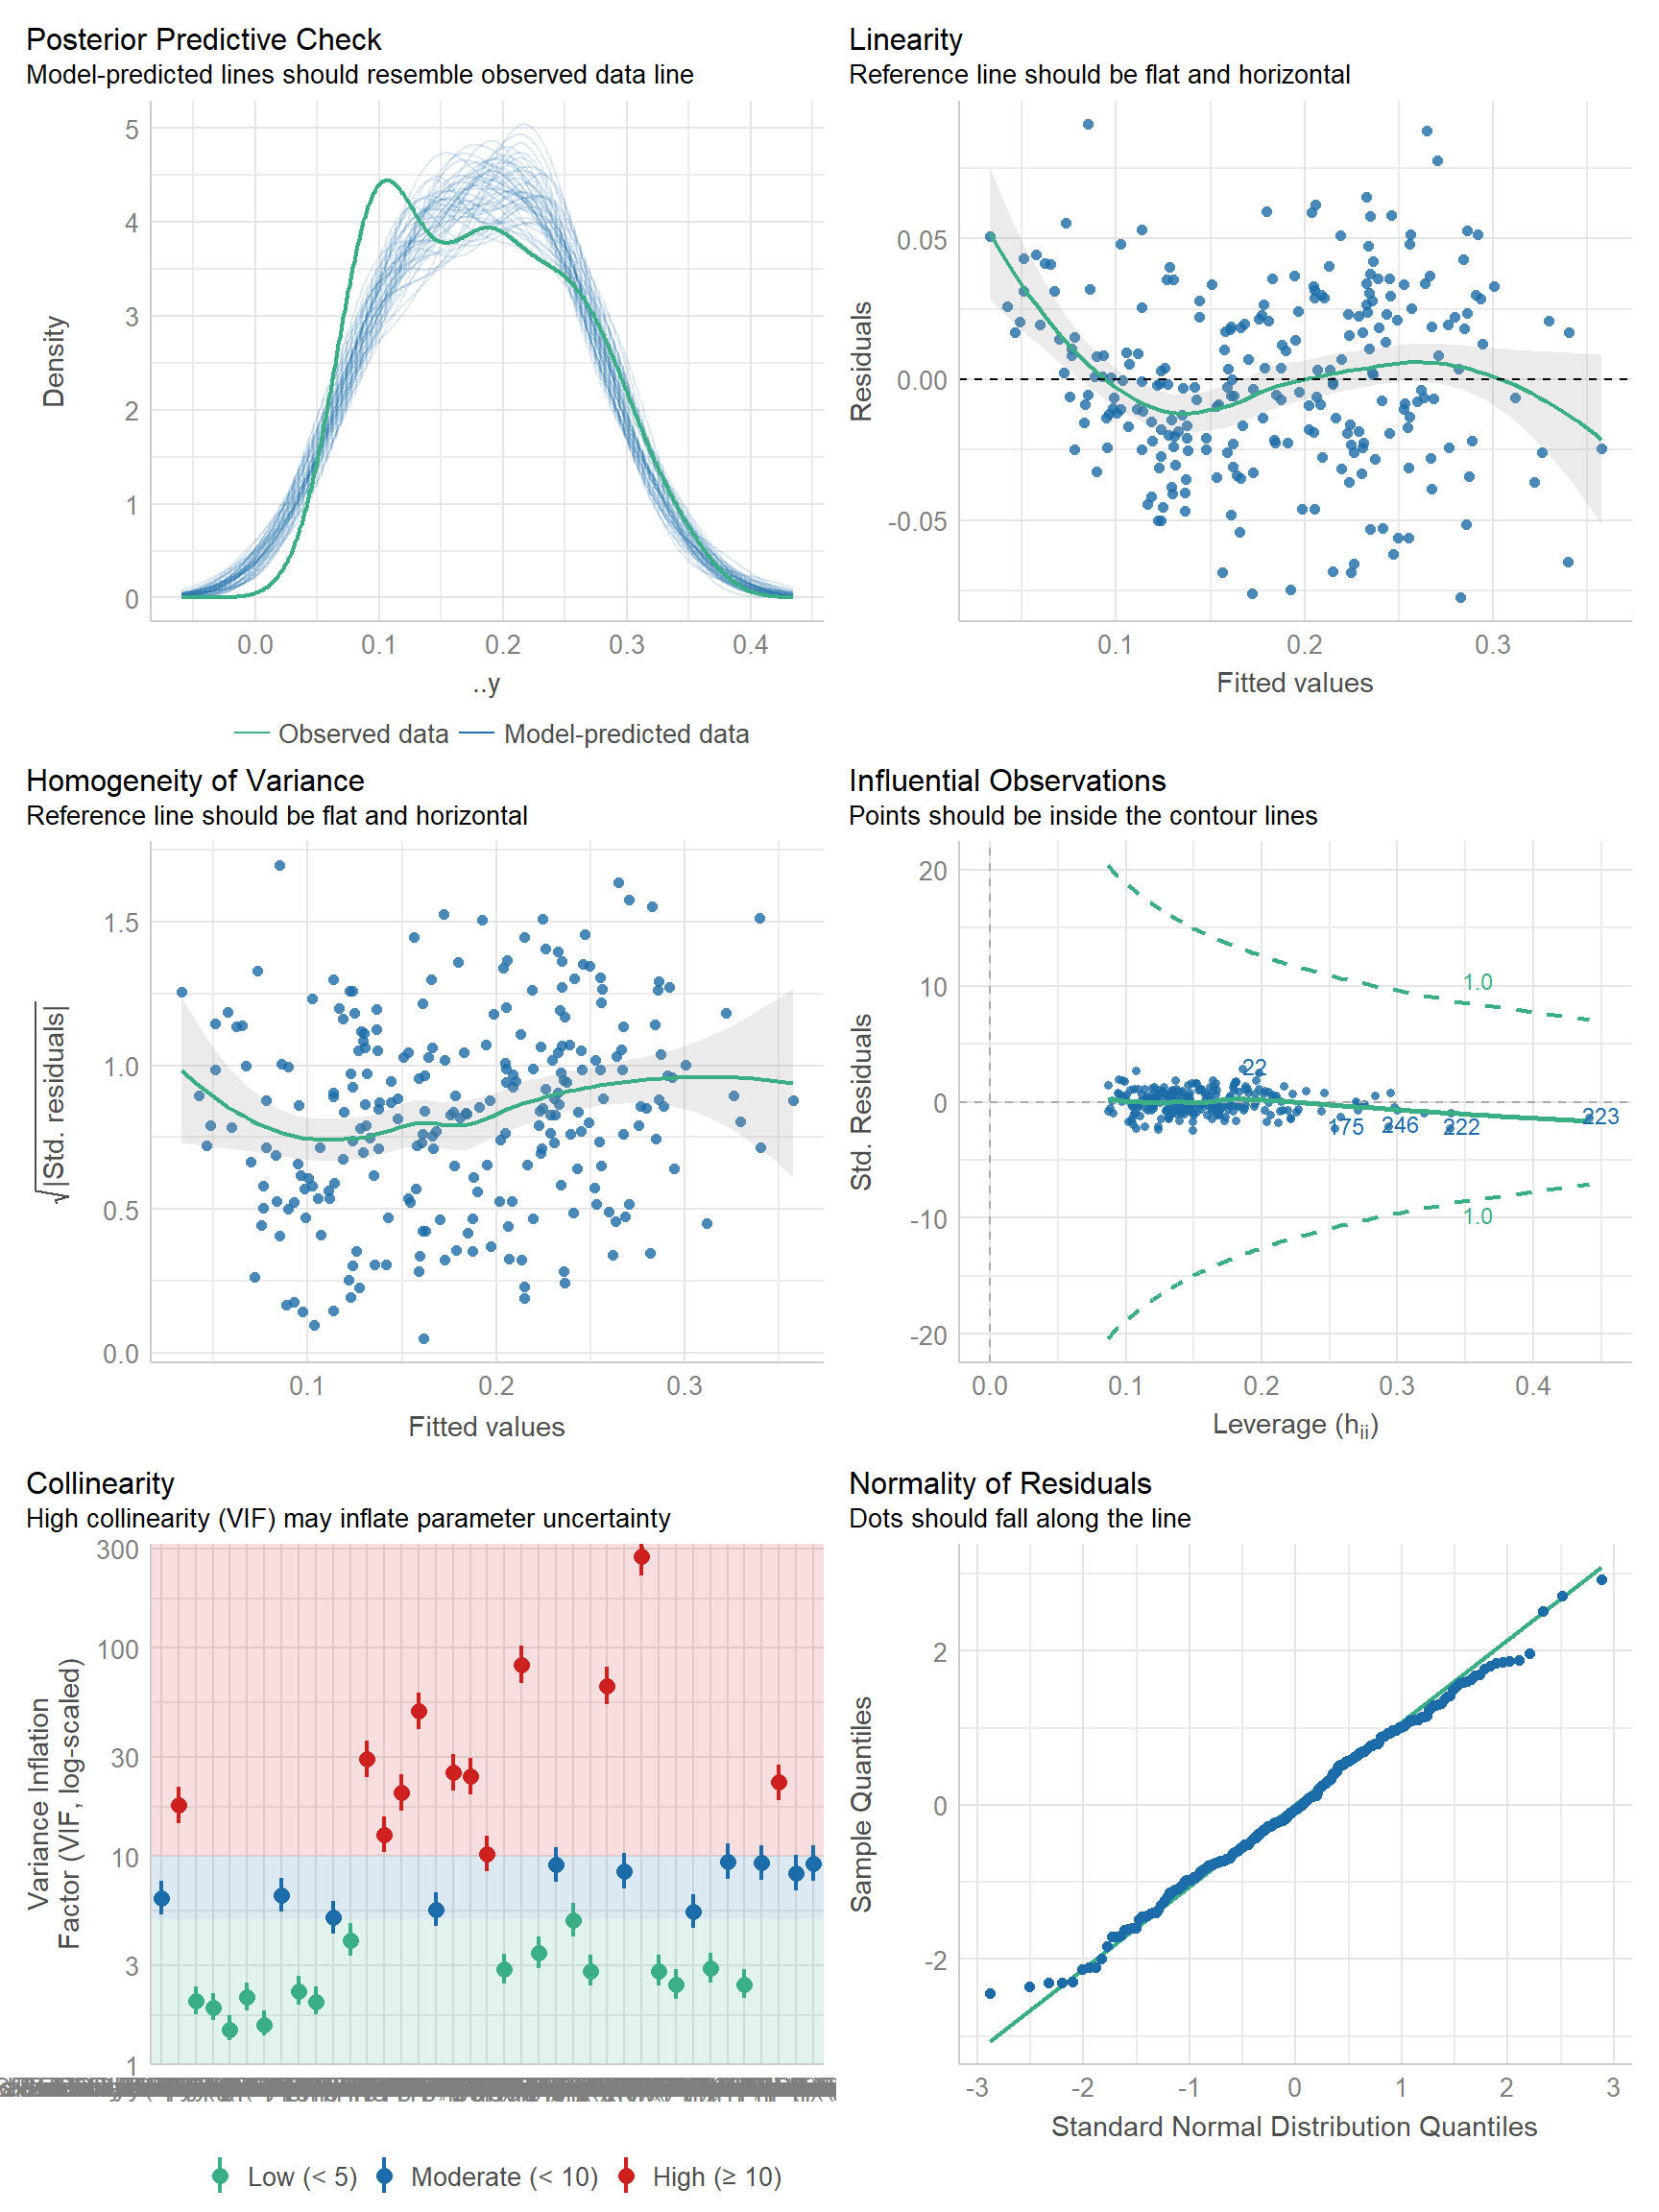 Posterior Predictive Check
Model-predicted lines should resemble observed data line
5
4
3
2
1
0
Density
0.0 0.1 0.2 0.3 0.4
..y
Observed data Model-predicted data
Linearity
Reference line should be flat and horizontal
0.05
0.00
-0.05
Residuals
0.1 0.2 0.3
Fitted values
Homogeneity of Variance
Reference line should be flat and horizontal
1.5
1.0
0.5
0.0
√|Std. residuals|
0.1 0.2 0.3
Fitted values
Influential Observations
Points should be inside the contour lines
20
10
0
-10
-20
Std. Residuals
1.0
22
175 246 222 223
1.0
0.0 0.1 0.2 0.3 0.4
Leverage (hii)
Collinearity
High collinearity (VIF) may inflate parameter uncertainty
300
100
30
10
3
1
Variance Inflation
Factor (VIF, log-scaled)
Low (< 5) Moderate (< 10) High (≥ 10)
Normality of Residuals
Dots should fall along the line
2
0
-2
Sample Quantiles
-3 -2 -1 0 1 2 3
Standard Normal Distribution Quantiles